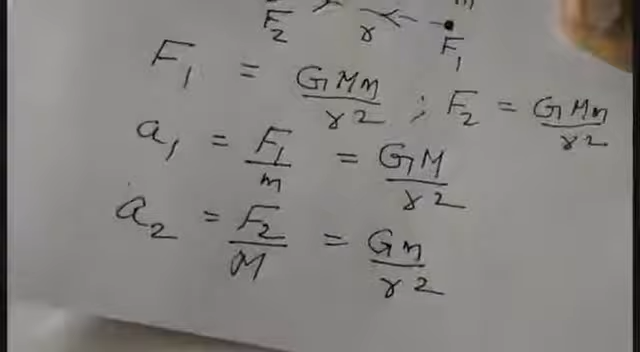 F₂ r F₁
F₁ = GMm/r² ; F₂ = GMm/r²
a₁ = F₁/m = GM/r²
a₂ = F₂/M = Gm/r²